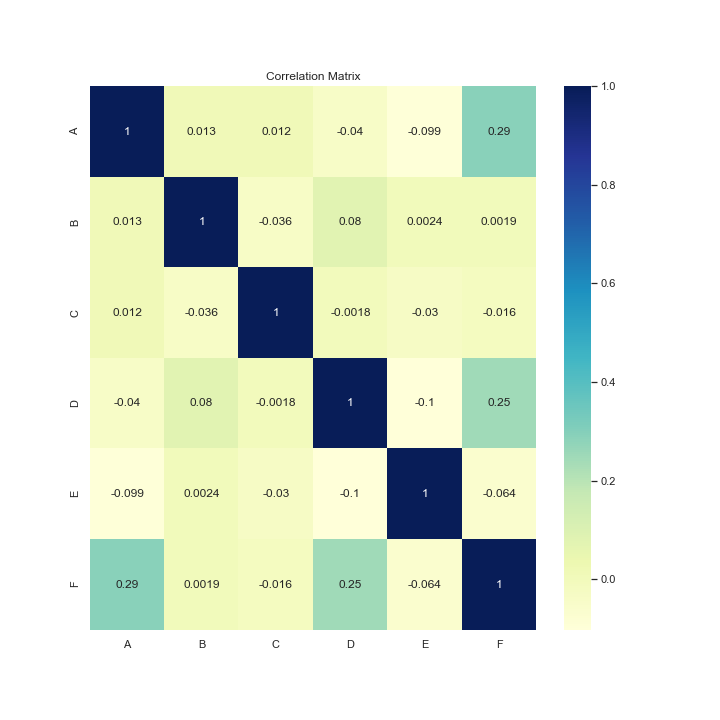 Correlation Matrix
A 1 0.013 0.012 -0.04 -0.099 0.29
B 0.013 1 -0.036 0.08 0.0024 0.0019
C 0.012 -0.036 1 -0.0018 -0.03 -0.016
D -0.04 0.08 -0.0018 1 -0.1 0.25
E -0.099 0.0024 -0.03 -0.1 1 -0.064
F 0.29 0.0019 -0.016 0.25 -0.064 1
A B C D E F
1.0
0.8
0.6
0.4
0.2
0.0